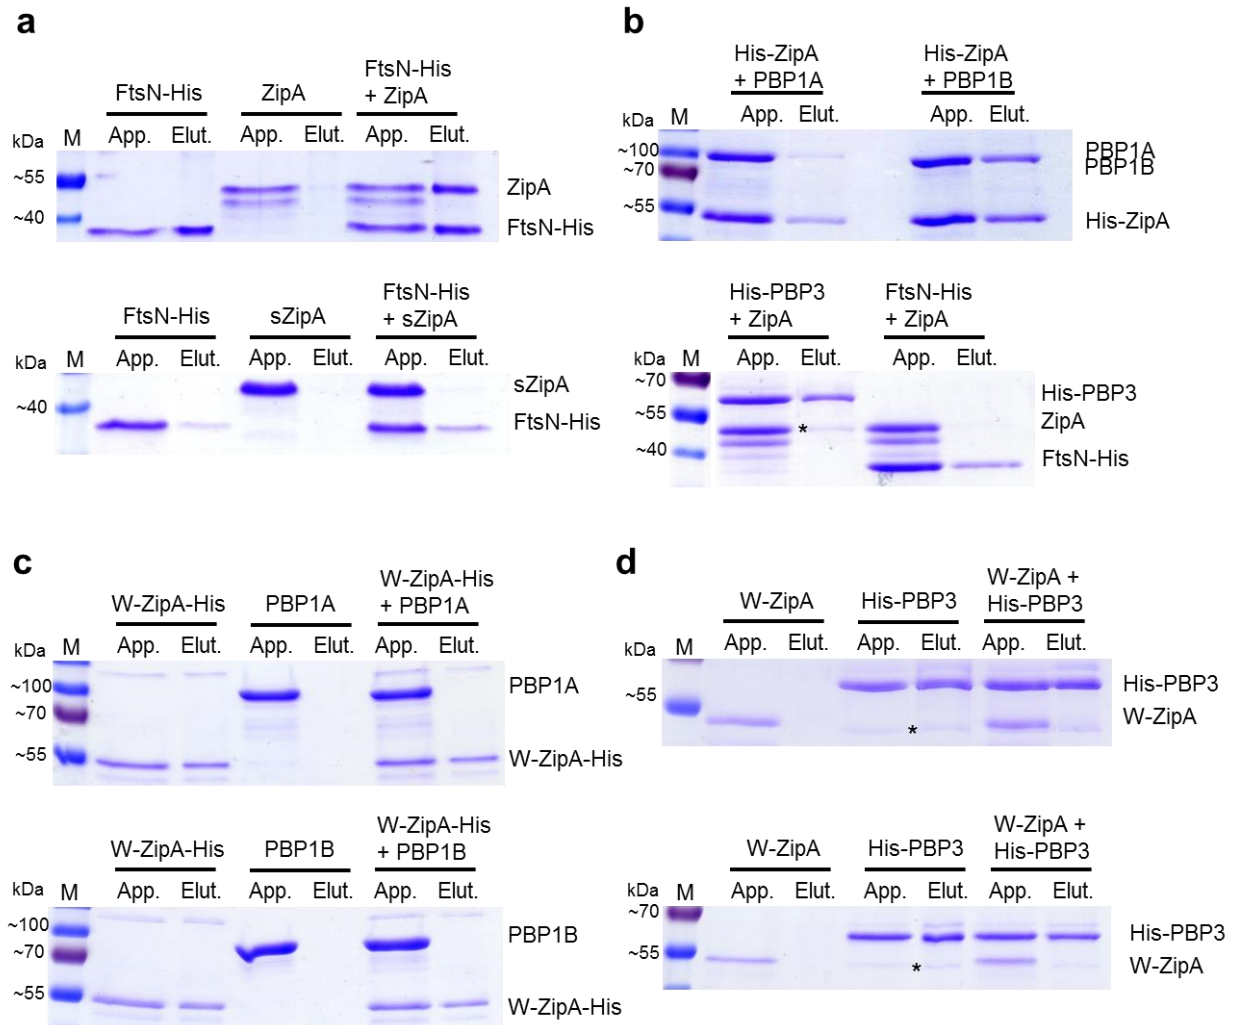 a
FtsN-His
ZipA
FtsN-His
+ ZipA
kDa
M
App.
Elut.
App.
Elut.
App.
Elut.
~55
~40
ZipA
FtsN-His
FtsN-His
sZipA
FtsN-His
+ sZipA
kDa
M
App.
Elut.
App.
Elut.
App.
Elut.
~40
sZipA
FtsN-His
b
His-ZipA
+ PBP1A
His-ZipA
+ PBP1B
kDa
M
App.
Elut.
App.
Elut.
~100
~70
~55
PBP1A
PBP1B
His-ZipA
His-PBP3
+ ZipA
FtsN-His
+ ZipA
kDa
M
App.
Elut.
App.
Elut.
~70
~55
~40
*
His-PBP3
ZipA
FtsN-His
c
W-ZipA-His
PBP1A
W-ZipA-His
+ PBP1A
kDa
M
App.
Elut.
App.
Elut.
App.
Elut.
~100
~70
~55
PBP1A
W-ZipA-His
W-ZipA-His
PBP1B
W-ZipA-His
+ PBP1B
kDa
M
App.
Elut.
App.
Elut.
App.
Elut.
~100
~70
~55
PBP1B
W-ZipA-His
d
W-ZipA
His-PBP3
W-ZipA +
His-PBP3
kDa
M
App.
Elut.
App.
Elut.
App.
Elut.
~55
*
His-PBP3
W-ZipA
W-ZipA
His-PBP3
W-ZipA +
His-PBP3
kDa
M
App.
Elut.
App.
Elut.
App.
Elut.
~70
~55
*
His-PBP3
W-ZipA